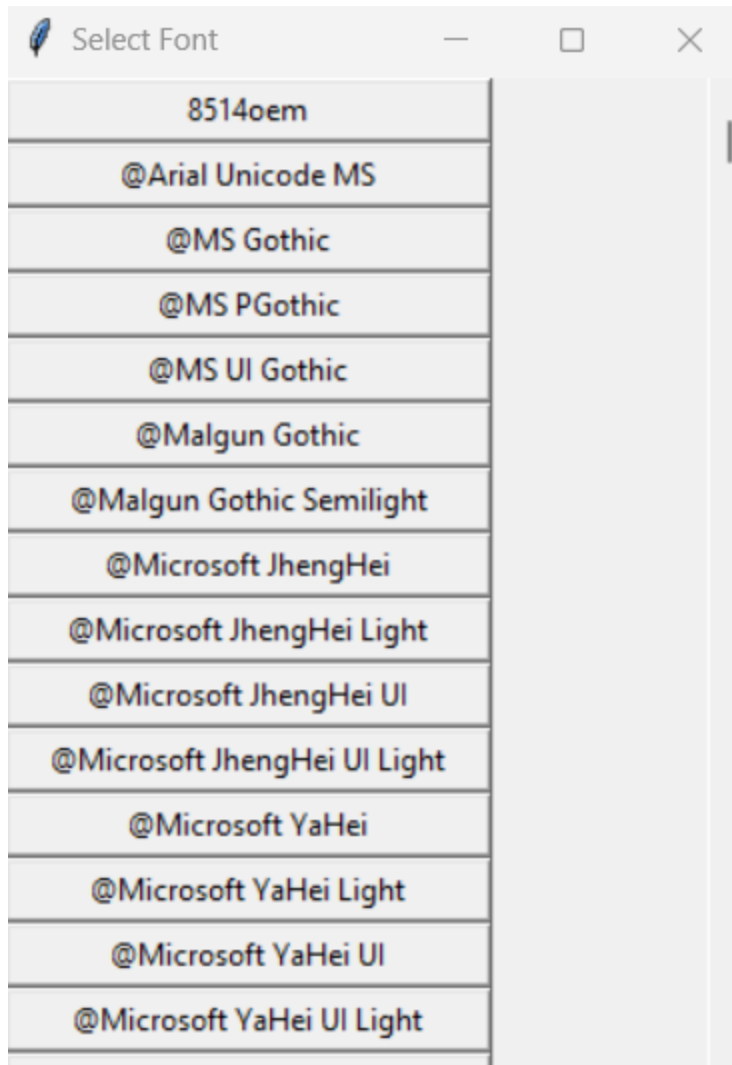 Select Font
8514oem
@Arial Unicode MS
@MS Gothic
@MS PGothic
@MS UI Gothic
@Malgun Gothic
@Malgun Gothic Semilight
@Microsoft JhengHei
@Microsoft JhengHei Light
@Microsoft JhengHei UI
@Microsoft JhengHei UI Light
@Microsoft YaHei
@Microsoft YaHei Light
@Microsoft YaHei UI
@Microsoft YaHei UI Light